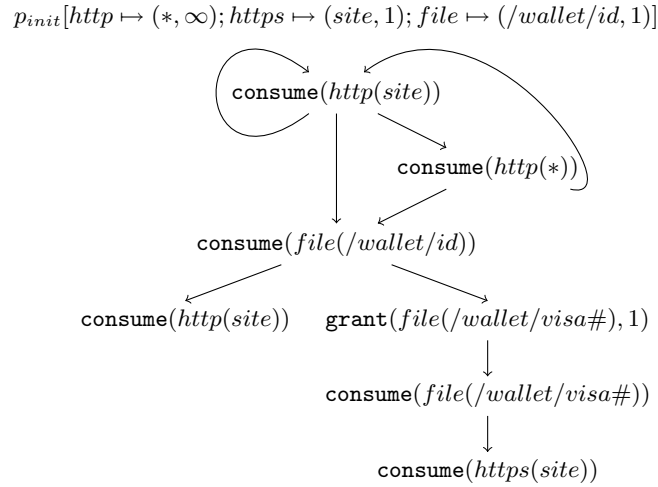 p_init[http ↦ (*, ∞); https ↦ (site, 1); file ↦ (/wallet/id, 1)]
consume(http(site))
consume(http(*))
consume(file(/wallet/id))
consume(http(site))
grant(file(/wallet/visa#), 1)
consume(file(/wallet/visa#))
consume(https(site))